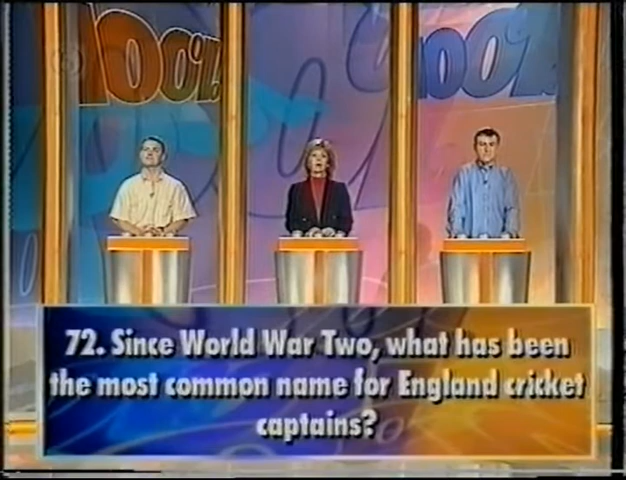 100%
100%
72. Since World War Two, what has been
the most common name for England cricket
captains?